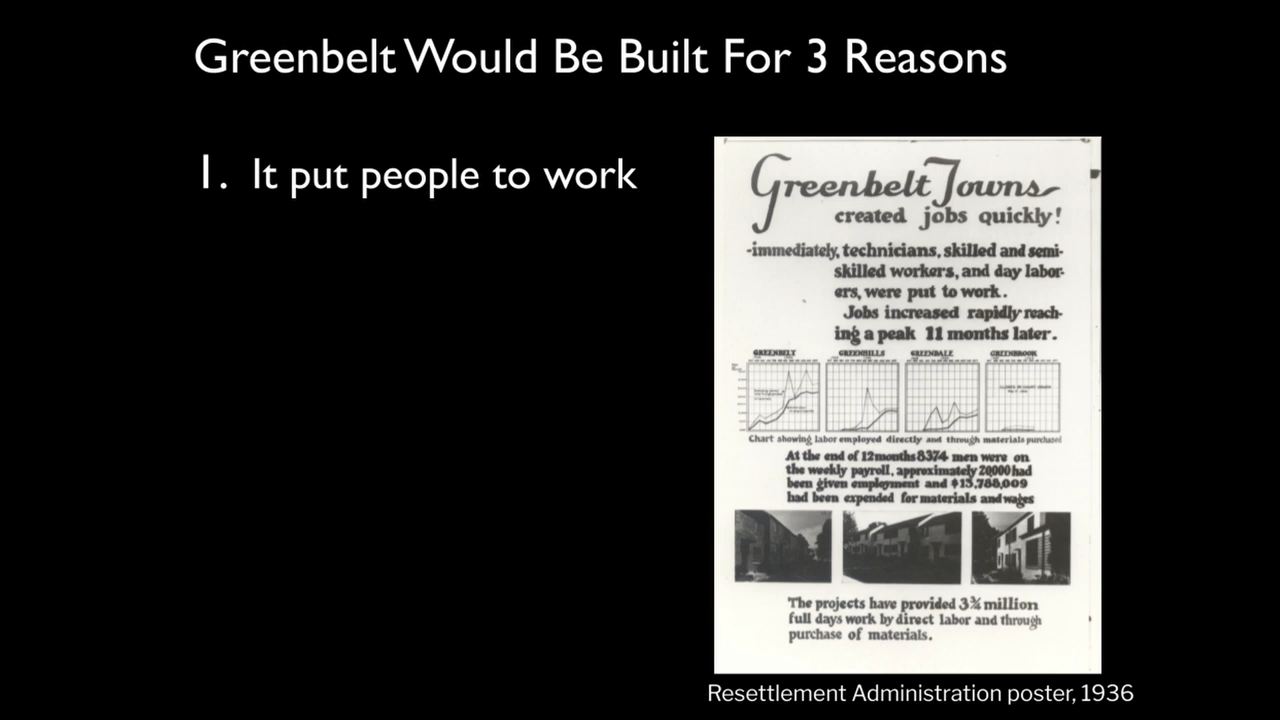 Greenbelt Would Be Built For 3 Reasons
1. It put people to work
Greenbelt Towns
created jobs quickly!
-immediately, technicians, skilled and semi-
skilled workers, and day labor-
ers, were put to work.
Jobs increased rapidly reach-
ing a peak 11 months later.
GREENBELT GREENHILLS GREENDALE GREENBROOK
Chart showing labor employed directly and through materials purchased
At the end of 12 months 8374 men were on
the weekly payroll, approximately 20000 had
been given employment and $13,788,009
had been expended for materials and wages
The projects have provided 3¾ million
full days work by direct labor and through
purchase of materials.
Resettlement Administration poster, 1936